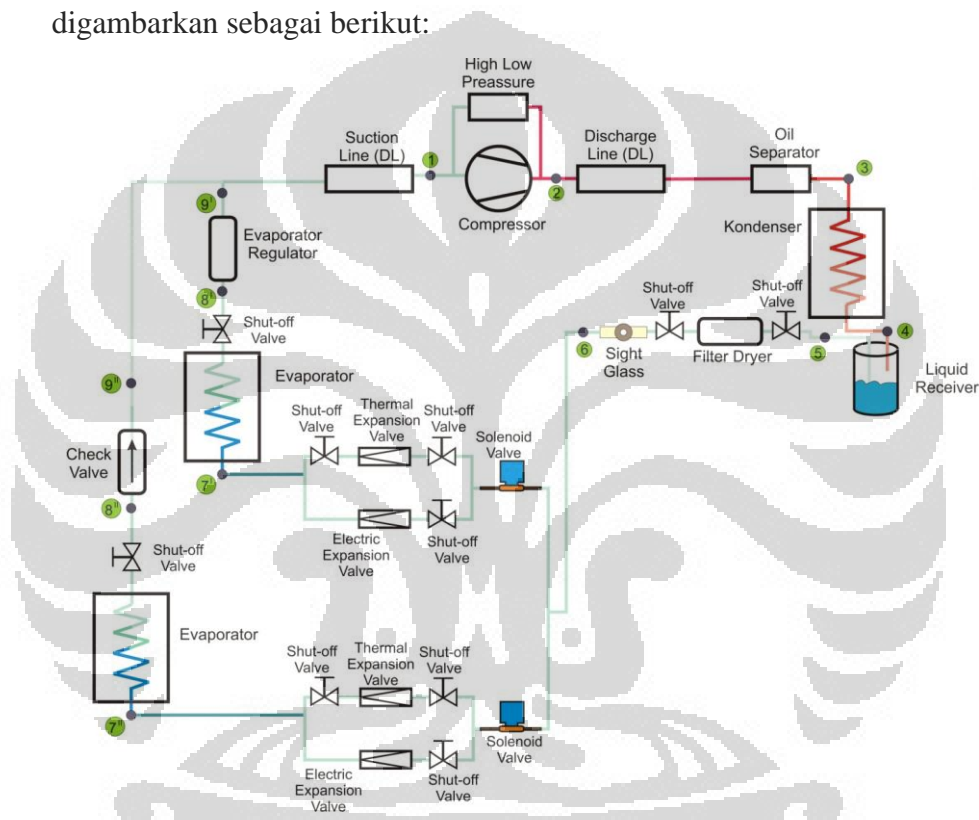 digambarkan sebagai berikut:
High Low
Preassure
Suction
Line (DL)
1
Compressor
2
Discharge
Line (DL)
Oil
Separator
3
Kondenser
9'
Evaporator
Regulator
8'
Shut-off
Valve
Evaporator
7'
Shut-off
Valve
Shut-off
Valve
6
Sight
Glass
Filter Dryer
5
4
Liquid
Receiver
9"
Check
Valve
8"
Shut-off
Valve
Evaporator
7"
Shut-off
Valve
Thermal
Expansion
Valve
Shut-off
Valve
Solenoid
Valve
Electric
Expansion
Valve
Shut-off
Valve
Shut-off
Valve
Thermal
Expansion
Valve
Shut-off
Valve
Solenoid
Valve
Electric
Expansion
Valve
Shut-off
Valve